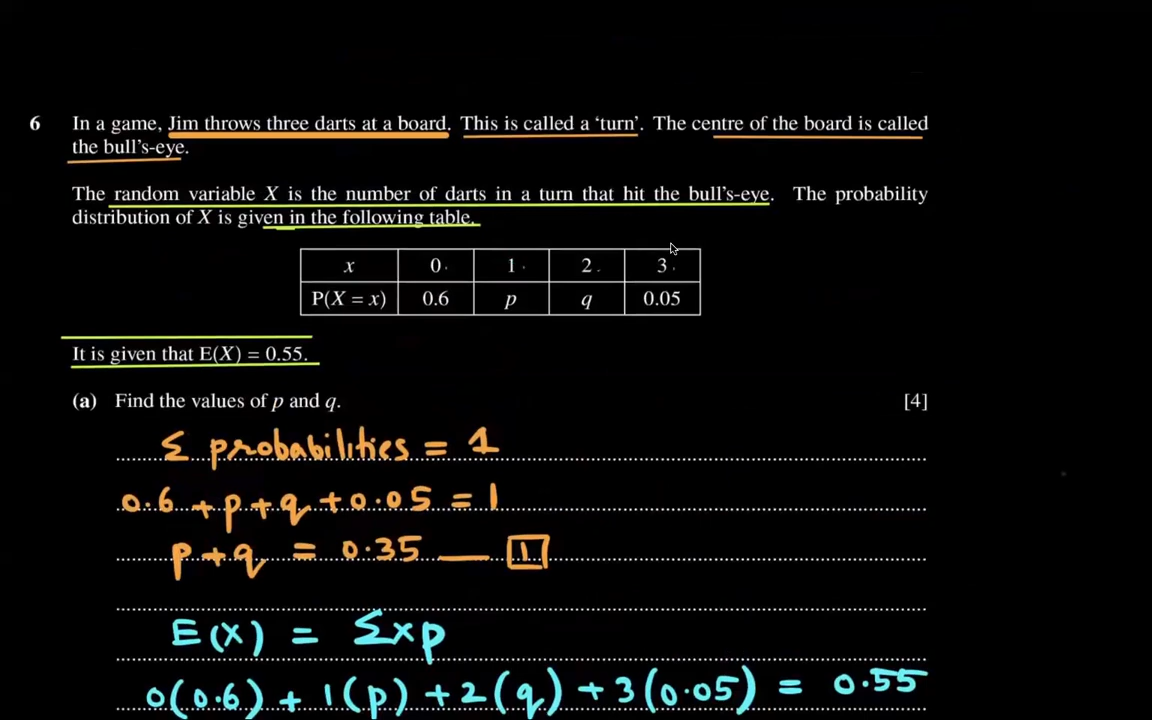 6 In a game, Jim throws three darts at a board. This is called a ‘turn’. The centre of the board is called
the bull’s-eye.
The random variable X is the number of darts in a turn that hit the bull’s-eye. The probability
distribution of X is given in the following table.
x 0 1 2 3
P(X = x) 0.6 p q 0.05
It is given that E(X) = 0.55.
(a) Find the values of p and q. [4]
Σ probabilities = 1
0.6 + p + q + 0.05 = 1
p + q = 0.35 — 1
E(X) = Σxp
0(0.6) + 1(p) + 2(q) + 3(0.05) = 0.55